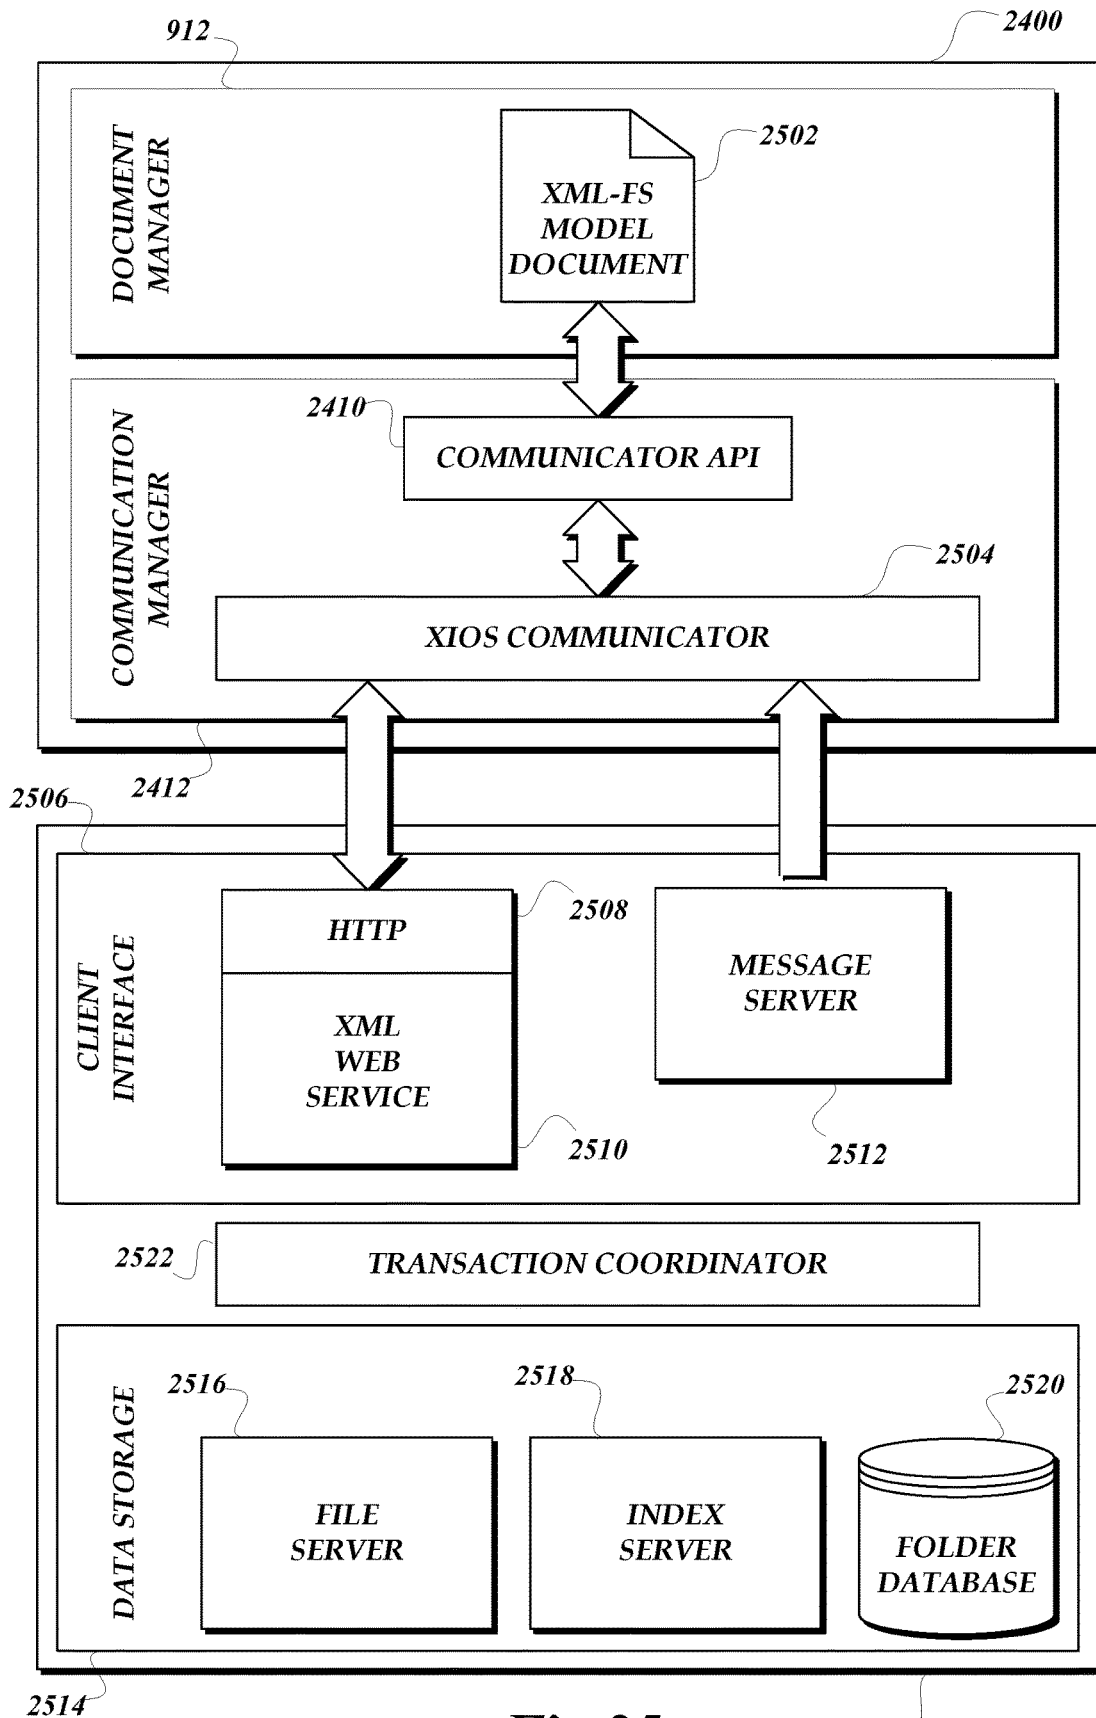 2400
912
DOCUMENT
MANAGER
2502
XML-FS
MODEL
DOCUMENT
COMMUNICATION
MANAGER
2410
COMMUNICATOR API
2504
XIOS COMMUNICATOR
2412
2506
CLIENT
INTERFACE
HTTP
2508
XML
WEB
SERVICE
2510
MESSAGE
SERVER
2512
2522
TRANSACTION COORDINATOR
DATA STORAGE
2516
FILE
SERVER
2518
INDEX
SERVER
2520
FOLDER
DATABASE
2514